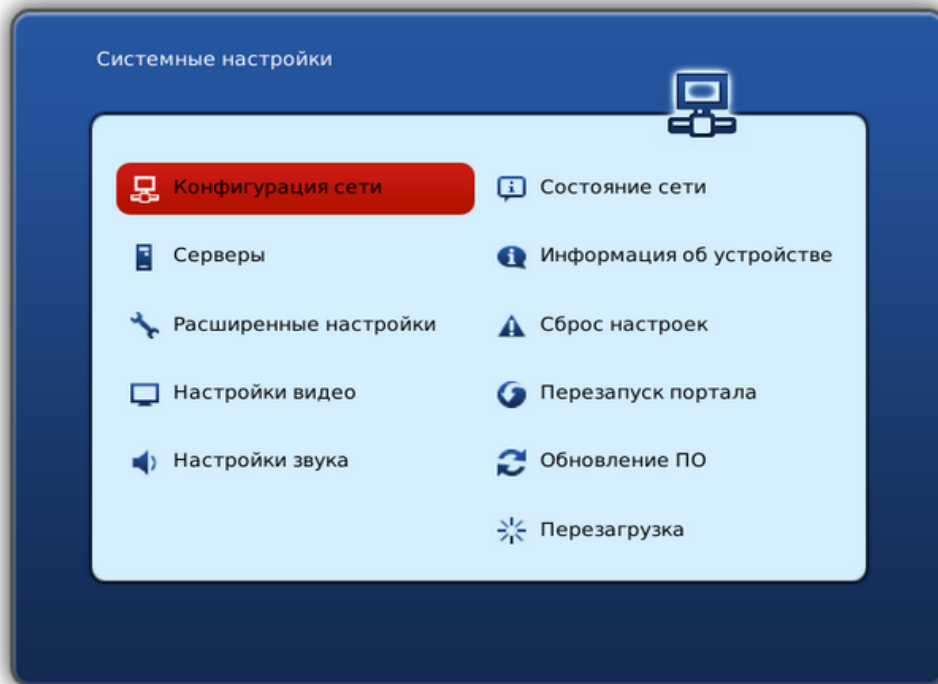 Системные настройки
Конфигурация сети
Серверы
Расширенные настройки
Настройки видео
Настройки звука
Состояние сети
Информация об устройстве
Сброс настроек
Перезапуск портала
Обновление ПО
Перезагрузка